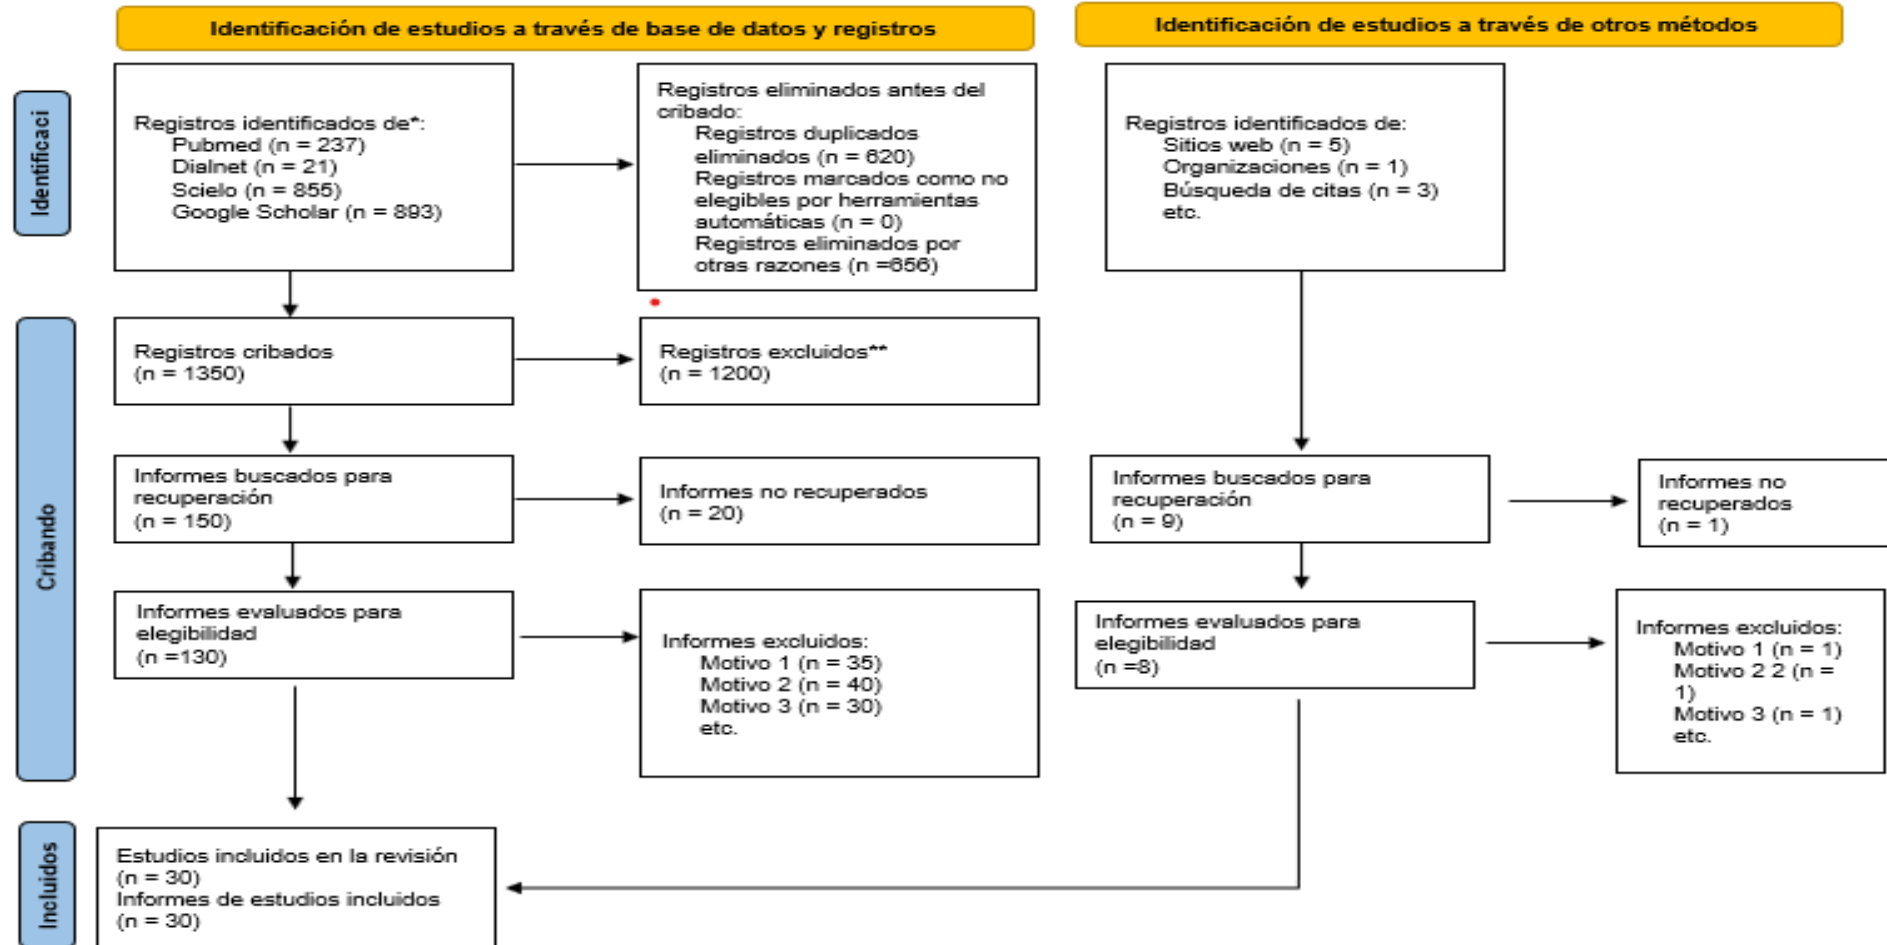 Identificación de estudios a través de base de datos y registros
Identificación de estudios a través de otros métodos
Identificaci
Registros identificados de*:
Pubmed (n = 237)
Dialnet (n = 21)
Scielo (n = 855)
Google Scholar (n = 893)
Registros eliminados antes del
cribado:
Registros duplicados
eliminados (n = 620)
Registros marcados como no
elegibles por herramientas
automáticas (n = 0)
Registros eliminados por
otras razones (n =656)
Registros identificados de:
Sitios web (n = 5)
Organizaciones (n = 1)
Búsqueda de citas (n = 3)
etc.
Cribando
Registros cribados
(n = 1350)
Registros excluidos**
(n = 1200)
Informes buscados para
recuperación
(n = 150)
Informes no recuperados
(n = 20)
Informes buscados para
recuperación
(n = 9)
Informes no
recuperados
(n = 1)
Informes evaluados para
elegibilidad
(n =130)
Informes excluidos:
Motivo 1 (n = 35)
Motivo 2 (n = 40)
Motivo 3 (n = 30)
etc.
Informes evaluados para
elegibilidad
(n =8)
Informes excluidos:
Motivo 1 (n = 1)
Motivo 2 2 (n =
1)
Motivo 3 (n = 1)
etc.
Incluidos
Estudios incluidos en la revisión
(n = 30)
Informes de estudios incluidos
(n = 30)